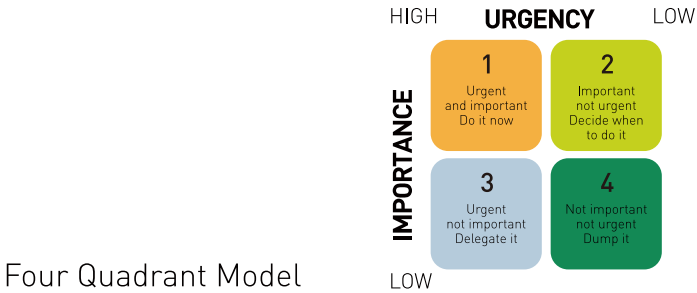 HIGH URGENCY LOW
IMPORTANCE
1
Urgent
and important
Do it now
2
Important
not urgent
Decide when
to do it
3
Urgent
not important
Delegate it
4
Not important
not urgent
Dump it
LOW
Four Quadrant Model